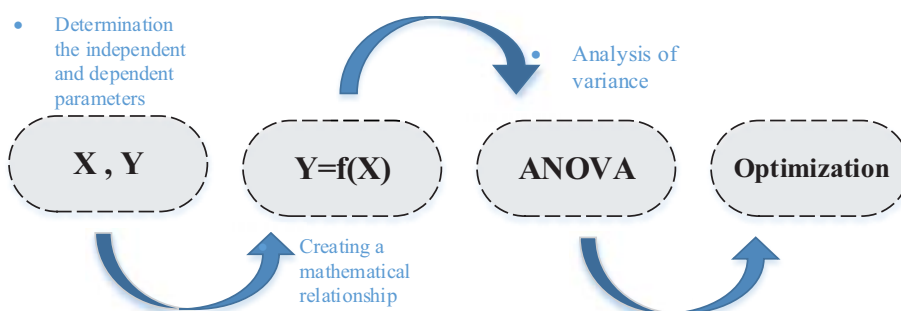 • Determination
the independent
and dependent
parameters
• Analysis of
variance
X , Y
Y=f(X)
ANOVA
Optimization
• Creating a
mathematical
relationship